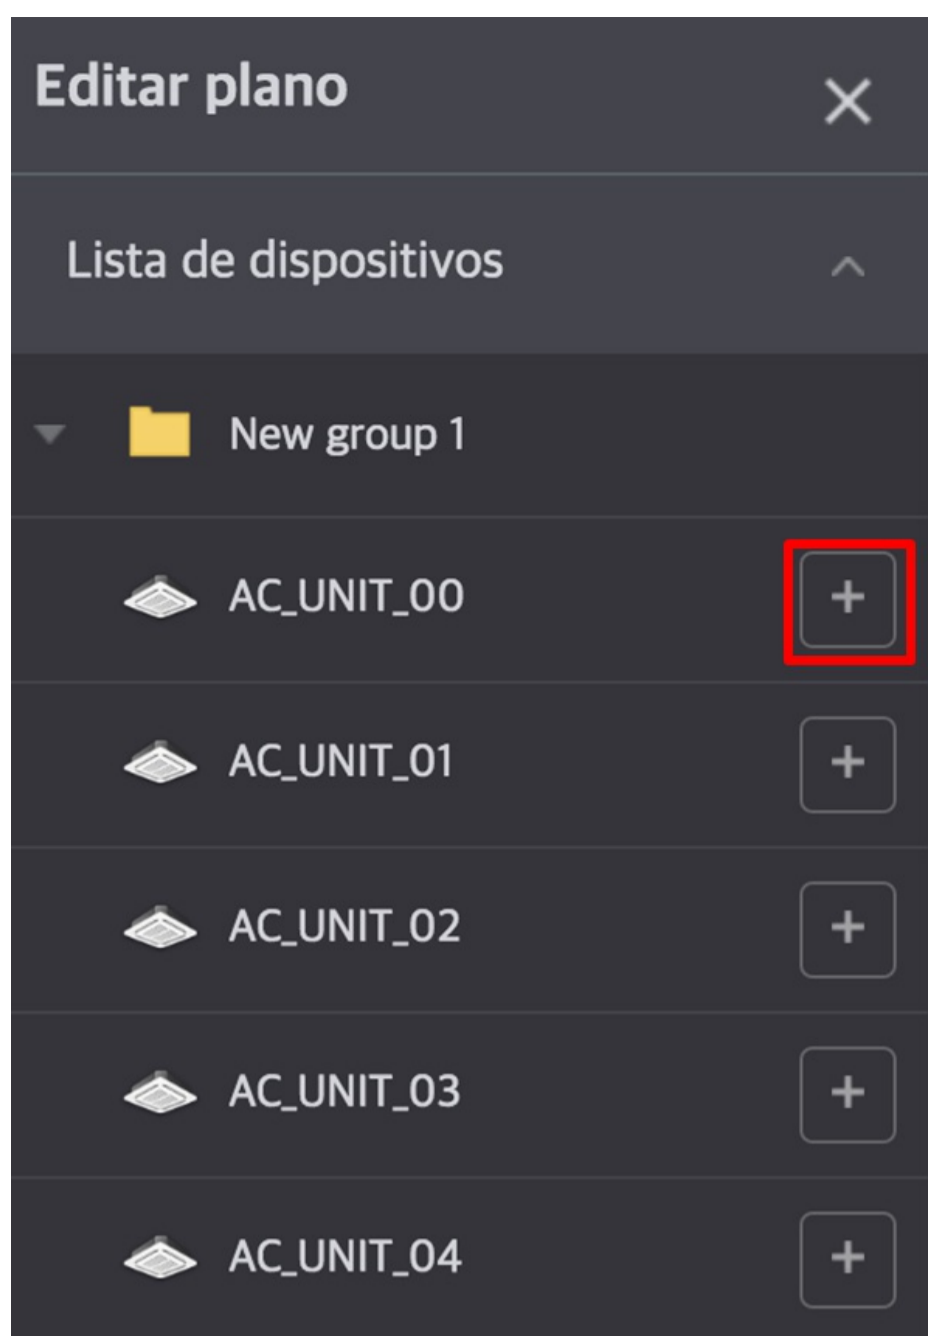 Editar plano
Lista de dispositivos
New group 1
AC_UNIT_00
AC_UNIT_01
AC_UNIT_02
AC_UNIT_03
AC_UNIT_04